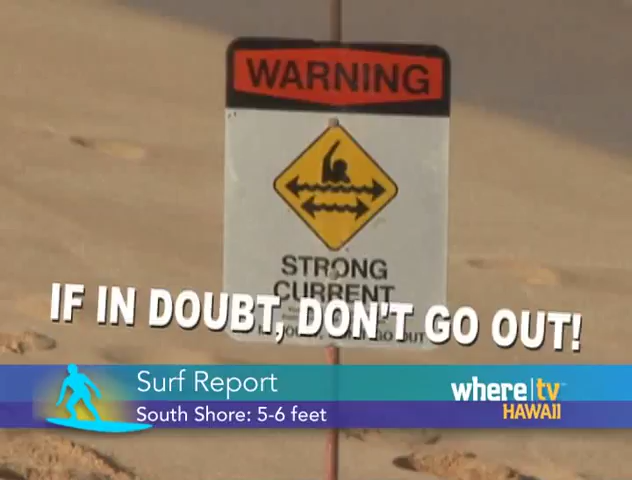 WARNING
STRONG
CURRENT
IF IN DOUBT, DON'T GO OUT!
Surf Report
South Shore: 5-6 feet
where|tv
HAWAII